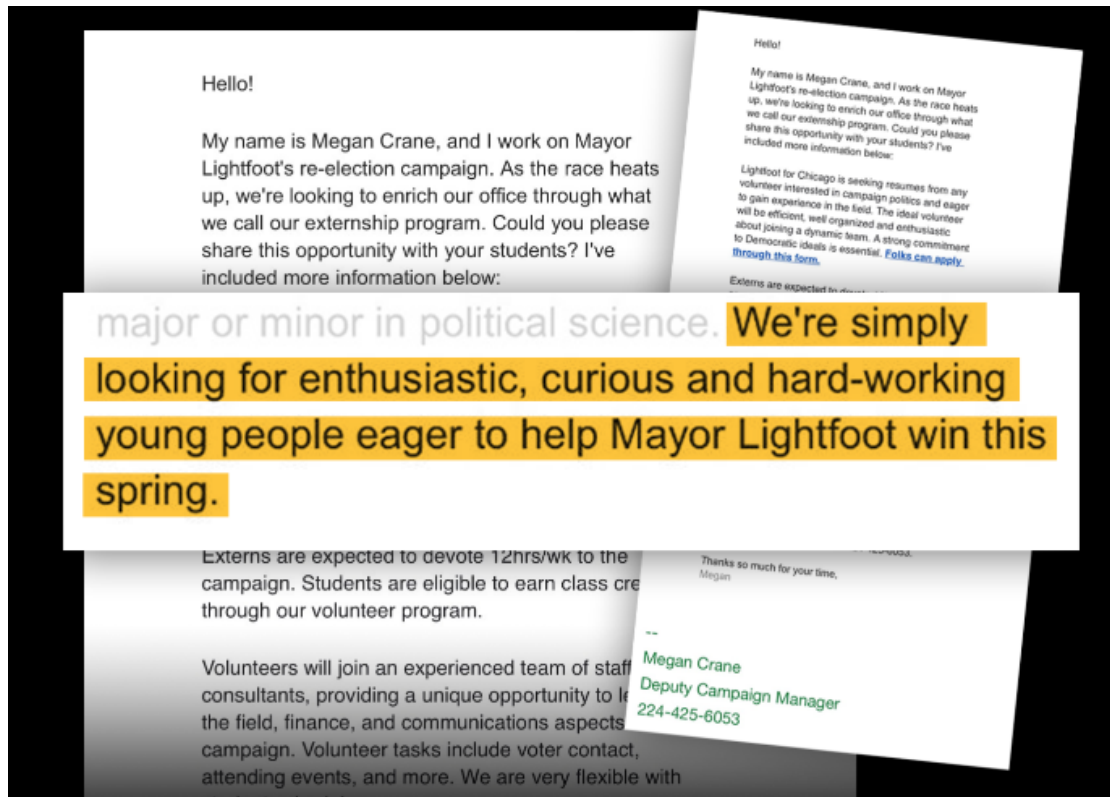 Hello!
My name is Megan Crane, and I work on Mayor
Lightfoot's re-election campaign. As the race heats
up, we're looking to enrich our office through what
we call our externship program. Could you please
share this opportunity with your students? I've
included more information below:
Hello!
My name is Megan Crane, and I work on Mayor
Lightfoot's re-election campaign. As the race heats
up, we're looking to enrich our office through what
we call our externship program. Could you please
share this opportunity with your students? I've
included more information below:
Lightfoot for Chicago is seeking resumes from any
volunteer interested in campaign politics and eager
to gain experience in the field. The ideal volunteer
will be efficient, well organized and enthusiastic
about joining a dynamic team. A strong commitment
to Democratic ideals is essential. Folks can apply
through this form.
Externs are expected to
major or minor in political science. We're simply
looking for enthusiastic, curious and hard-working
young people eager to help Mayor Lightfoot win this
spring.
Externs are expected to devote 12hrs/wk to the
campaign. Students are eligible to earn class cre
through our volunteer program.
Volunteers will join an experienced team of staff
consultants, providing a unique opportunity to le
the field, finance, and communications aspects
campaign. Volunteer tasks include voter contact,
attending events, and more. We are very flexible with
Thanks so much for your time,
Megan
--
Megan Crane
Deputy Campaign Manager
224-425-6053